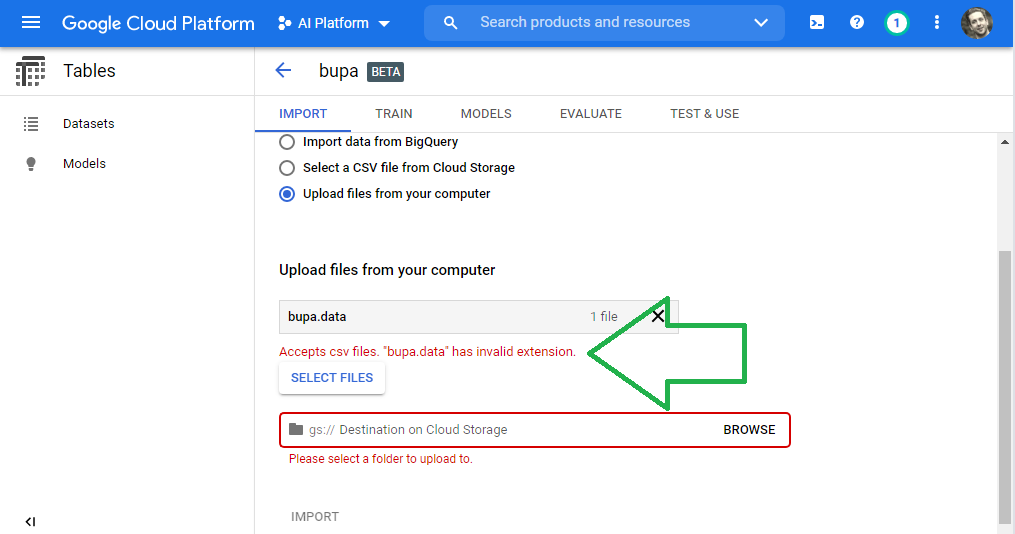 Google Cloud Platform AI Platform Search products and resources 1
Tables
bupa BETA
Datasets
Models
IMPORT TRAIN MODELS EVALUATE TEST & USE
Import data from BigQuery
Select a CSV file from Cloud Storage
Upload files from your computer
Upload files from your computer
bupa.data 1 file
Accepts csv files. "bupa.data" has invalid extension.
SELECT FILES
gs:// Destination on Cloud Storage BROWSE
Please select a folder to upload to.
IMPORT